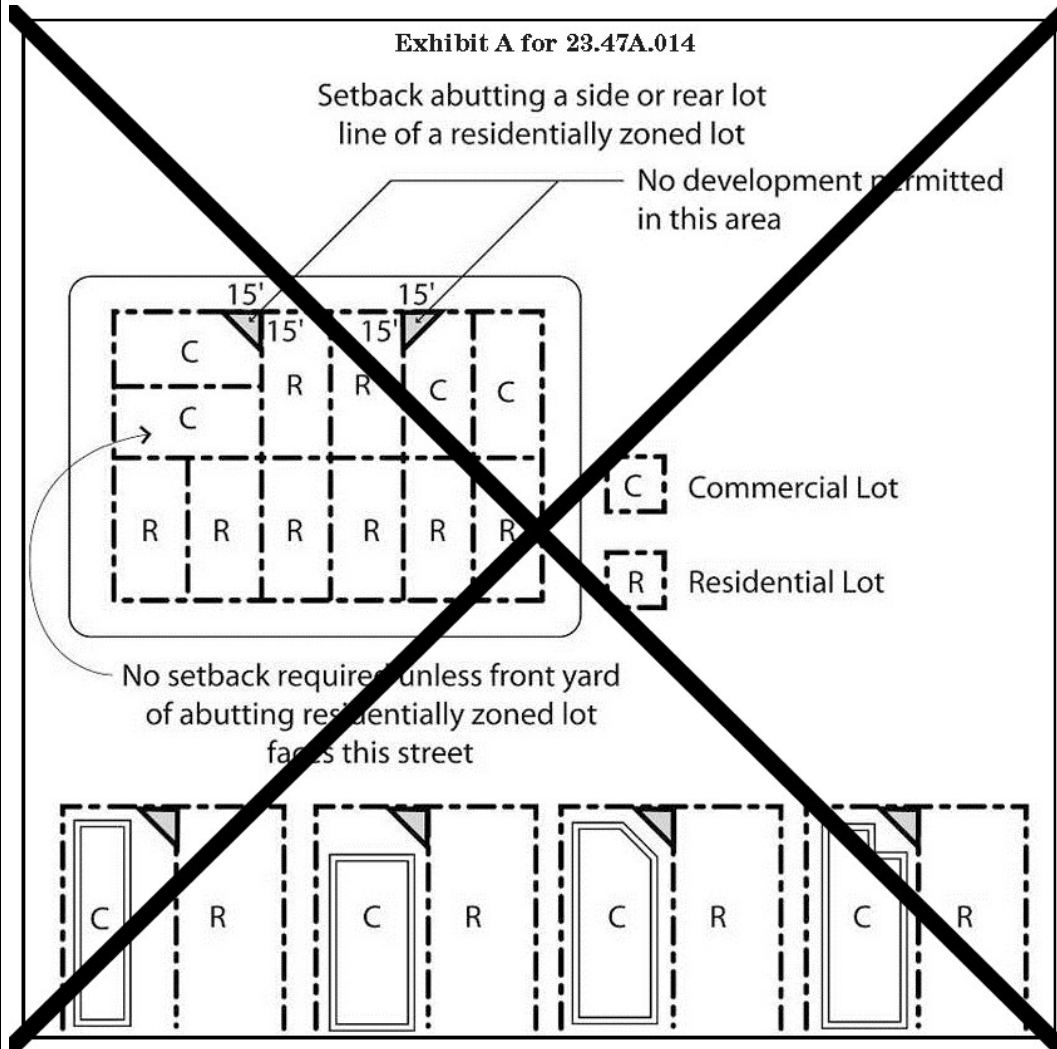 Exhibit A for 23.47A.014
Setback abutting a side or rear lot
line of a residentially zoned lot
No development permitted
in this area
15' 15'
15' 15'
C R R C C
C
R R R R R R
C Commercial Lot
R Residential Lot
No setback required unless front yard
of abutting residentially zoned lot
faces this street
C R C R C R C R